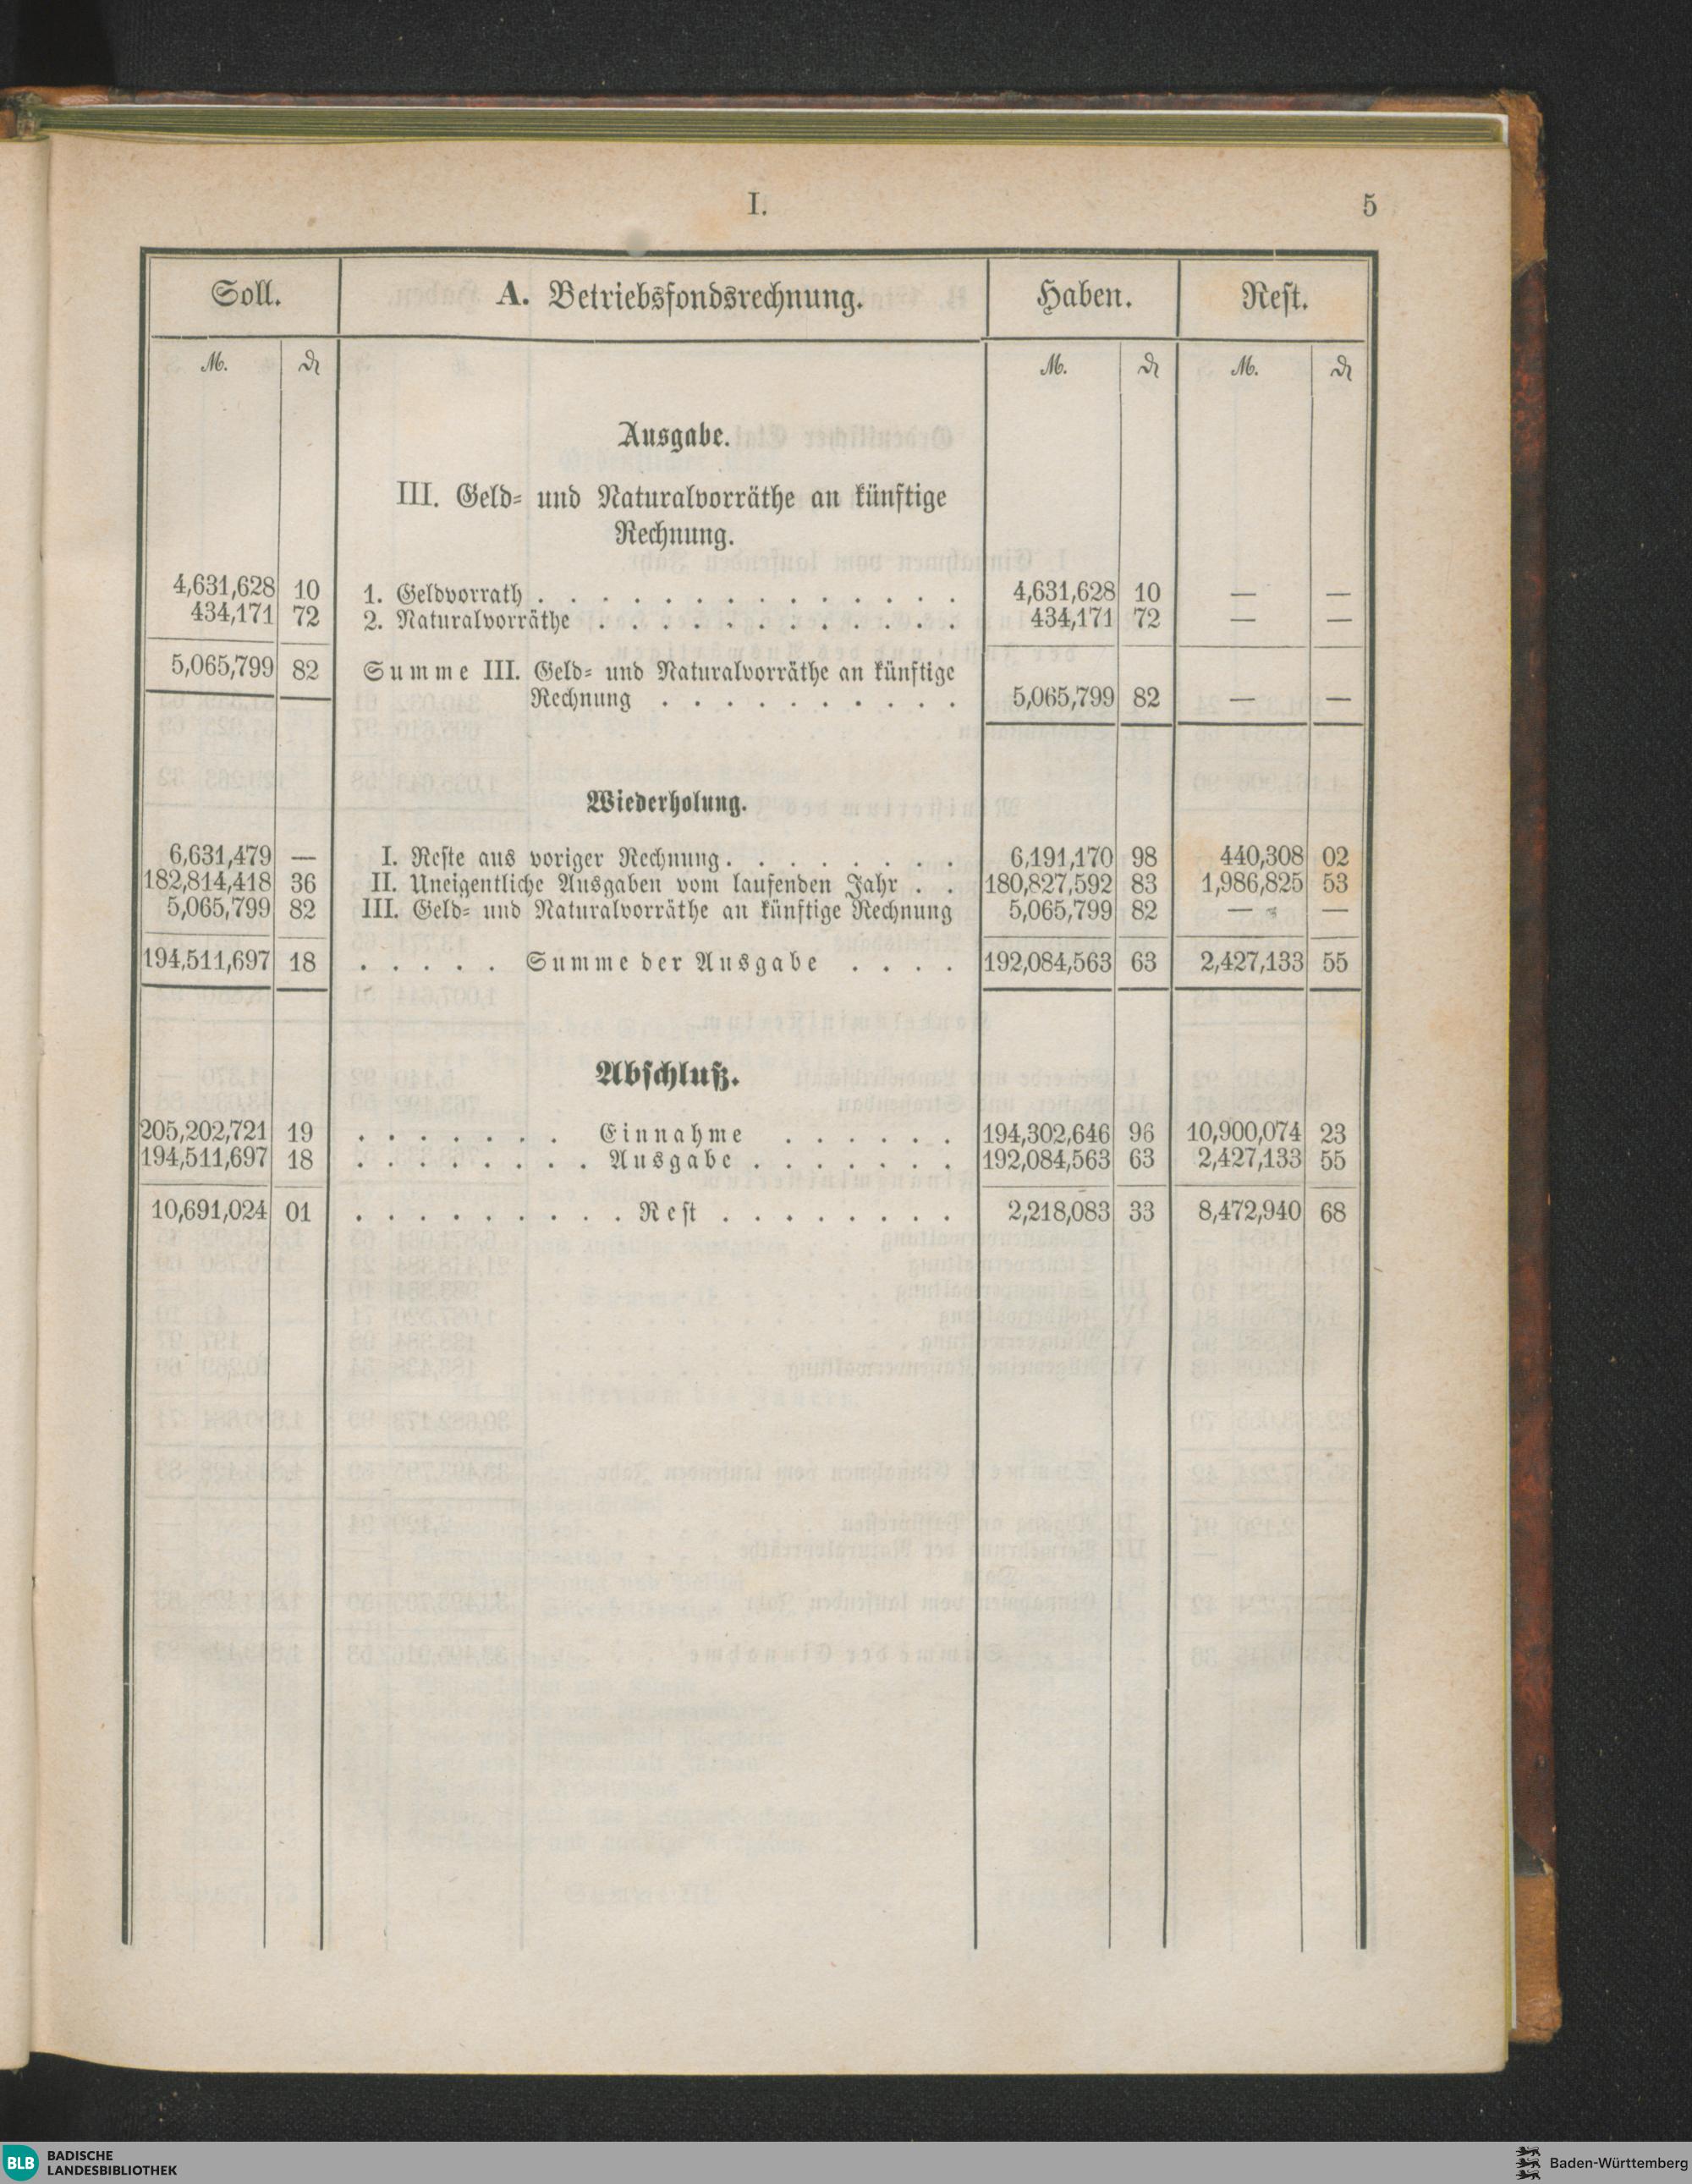 I. 5
Soll. A. Betriebsfondsrechnung. Haben. Rest.
M. ₰ M. ₰ M. ₰
Ausgabe.
III. Geld- und Naturalvorräthe an künftige
Rechnung.
4,631,628 10 1. Geldvorrath . . . . . . . . . . . . . . 4,631,628 10 — —
434,171 72 2. Naturalvorräthe . . . . . . . . . . . . 434,171 72 — —
5,065,799 82 Summe III. Geld- und Naturalvorräthe an künftige
Rechnung . . . . . . . . . . 5,065,799 82 — —
Wiederholung.
6,631,479 — I. Reste aus voriger Rechnung . . . . . . . . 6,191,170 98 440,308 02
182,814,418 36 II. Uneigentliche Ausgaben vom laufenden Jahr . . 180,827,592 83 1,986,825 53
5,065,799 82 III. Geld- und Naturalvorräthe an künftige Rechnung 5,065,799 82 — —
194,511,697 18 . . . . . Summe der Ausgabe . . . . 192,084,563 63 2,427,133 55
Abschluß.
205,202,721 19 . . . . . . . Einnahme . . . . . . 194,302,646 96 10,900,074 23
194,511,697 18 . . . . . . . . Ausgabe . . . . . . . 192,084,563 63 2,427,133 55
10,691,024 01 . . . . . . . . . Rest . . . . . . . . 2,218,083 33 8,472,940 68
BLB BADISCHE
LANDESBIBLIOTHEK
Baden-Württemberg